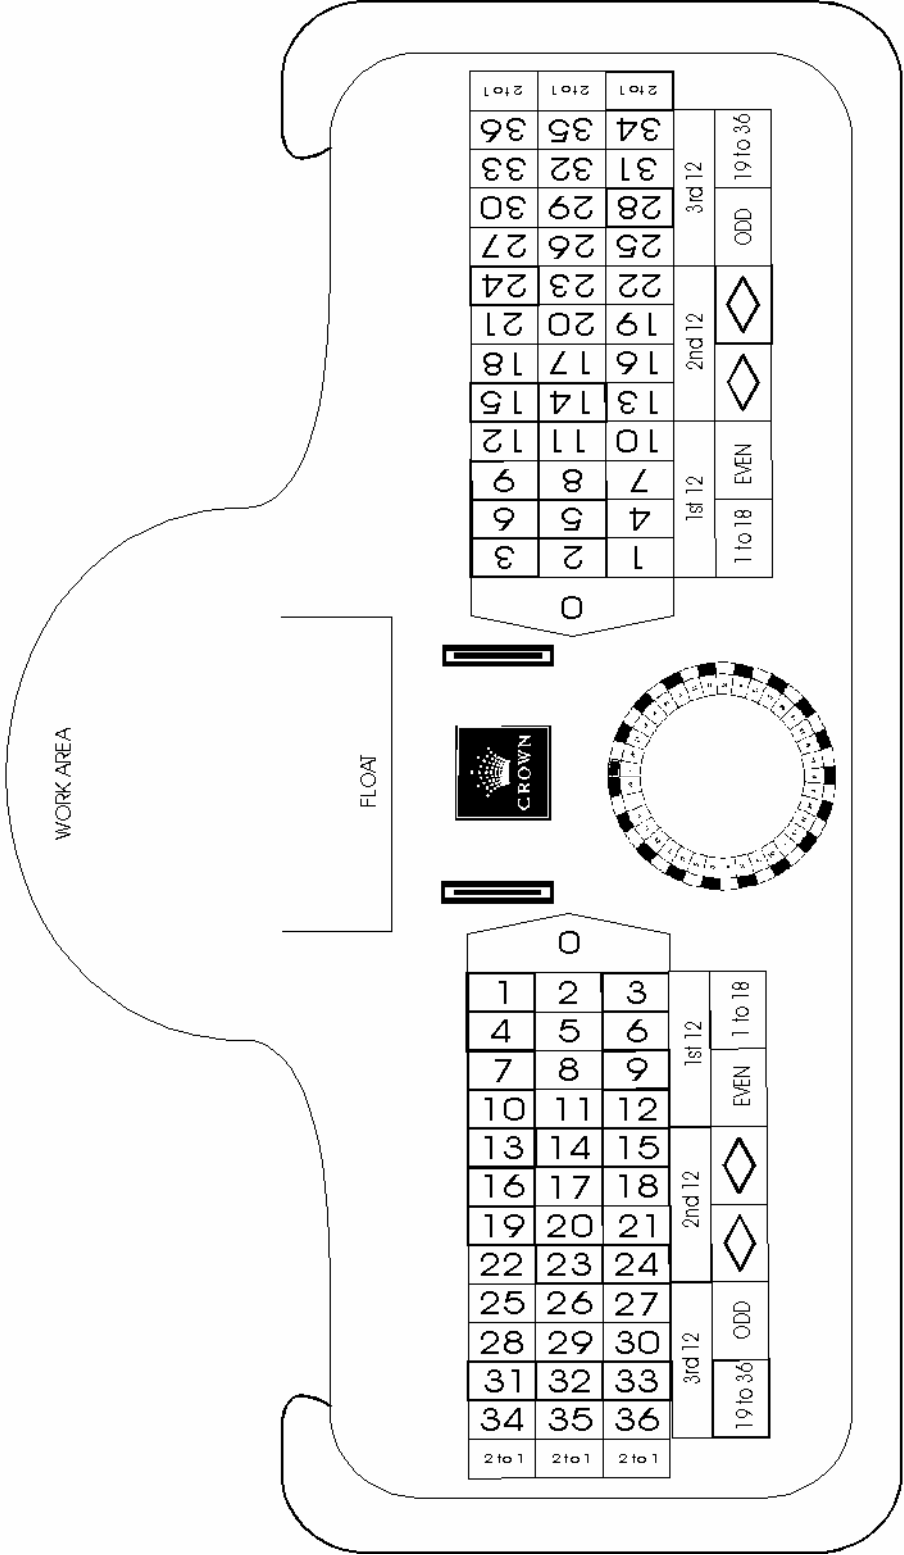 2 to 1 2 to 1 2 to 1
36 35 34
33 32 31
30 29 28
27 26 25
24 23 22
21 20 19
18 17 16
15 14 13
12 11 10
9 8 7
6 5 4
3 2 1
0
3rd 12
2nd 12
1st 12
19 to 36
ODD
EVEN
1 to 18
WORK AREA
FLOAT
CROWN
0
1 2 3
4 5 6
7 8 9
10 11 12
13 14 15
16 17 18
19 20 21
22 23 24
25 26 27
28 29 30
31 32 33
34 35 36
2 to 1 2 to 1 2 to 1
1st 12
2nd 12
3rd 12
1 to 18
EVEN
ODD
19 to 36